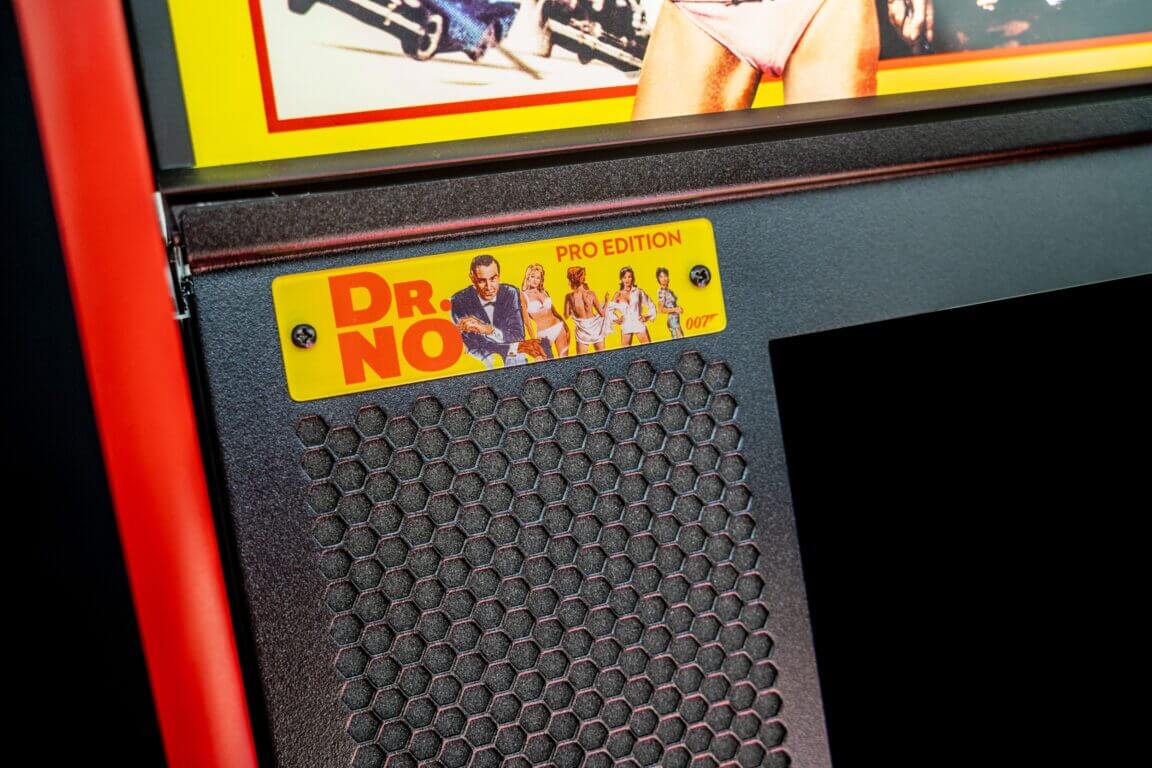 PRO EDITION
DR.
NO
007